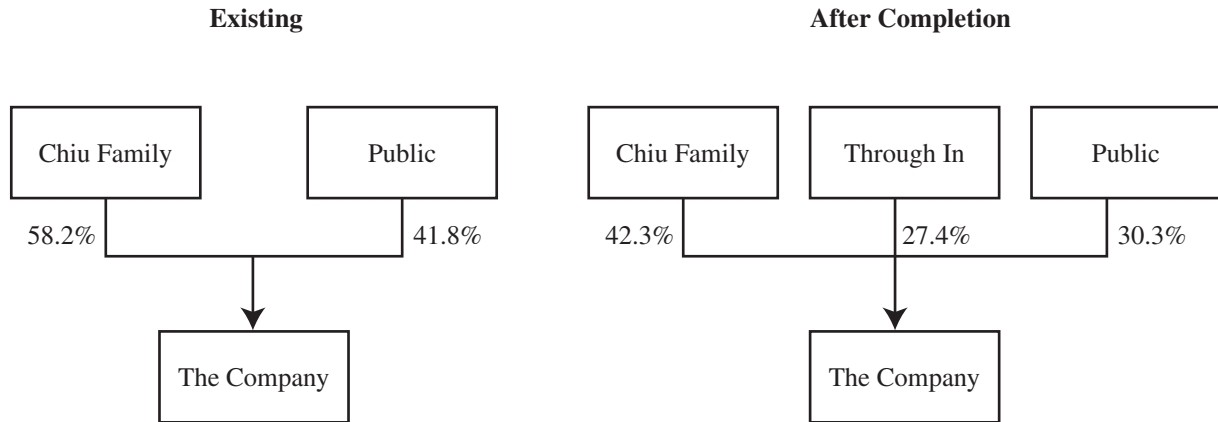 Existing
Chiu Family
Public
58.2%
41.8%
The Company
After Completion
Chiu Family
Through In
Public
42.3%
27.4%
30.3%
The Company